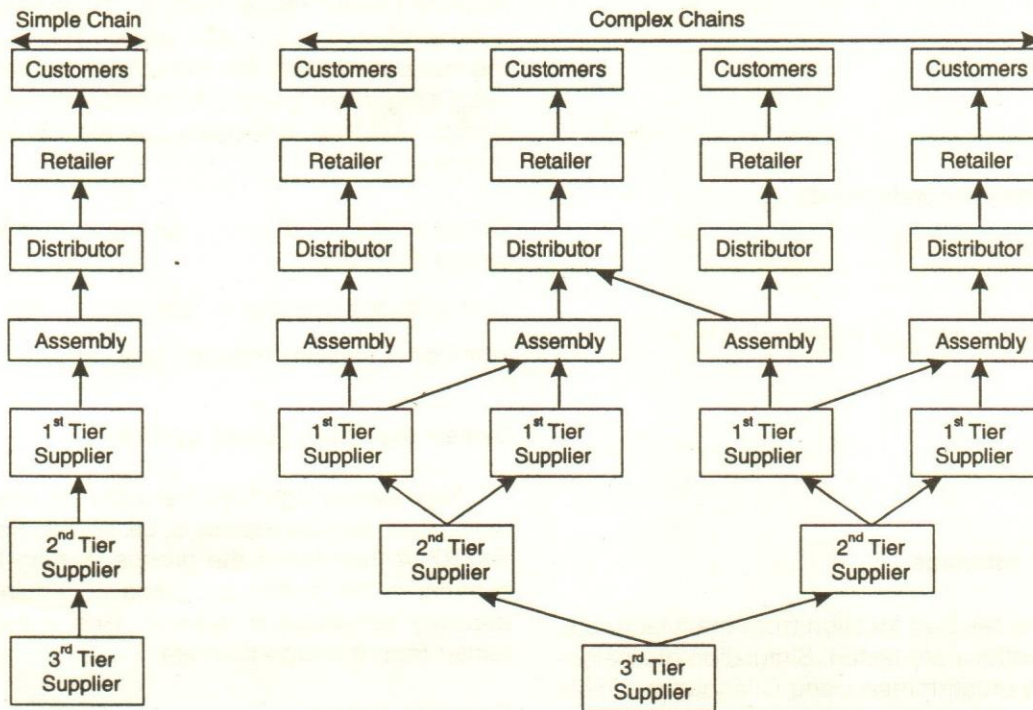 Simple Chain
Complex Chains
Customers
Customers
Customers
Customers
Customers
Retailer
Retailer
Retailer
Retailer
Retailer
Distributor
Distributor
Distributor
Distributor
Distributor
Assembly
Assembly
Assembly
Assembly
Assembly
1st Tier
Supplier
1st Tier
Supplier
1st Tier
Supplier
1st Tier
Supplier
1st Tier
Supplier
2nd Tier
Supplier
2nd Tier
Supplier
2nd Tier
Supplier
3rd Tier
Supplier
3rd Tier
Supplier